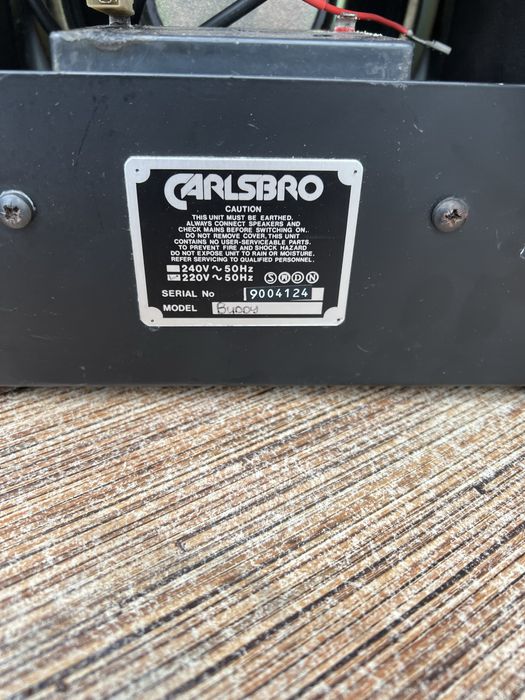 CARLSBRO
CAUTION
THIS UNIT MUST BE EARTHED.
ALWAYS CONNECT SPEAKERS AND
CHECK MAINS BEFORE SWITCHING ON.
DO NOT REMOVE COVER, THIS UNIT
CONTAINS NO USER-SERVICEABLE PARTS.
TO PREVENT FIRE AND SHOCK HAZARD
DO NOT EXPOSE UNIT TO RAIN OR MOISTURE.
REFER SERVICING TO QUALIFIED PERSONNEL.
240V ~ 50Hz
220V ~ 50Hz Ⓢ Ⓓ Ⓝ
SERIAL No 9004124
MODEL Buddy